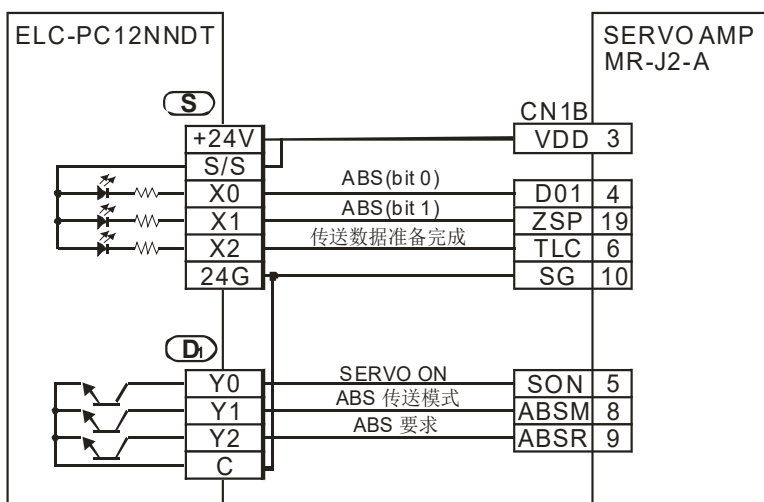 ELC-PC12NNDT
SERVO AMP
MR-J2-A
S
CN1B
+24V
VDD 3
S/S
X0 ABS(bit 0) D01 4
X1 ABS(bit 1) ZSP 19
X2 传送数据准备完成 TLC 6
24G SG 10
D1
Y0 SERVO ON SON 5
Y1 ABS 传送模式 ABSM 8
Y2 ABS 要求 ABSR 9
C